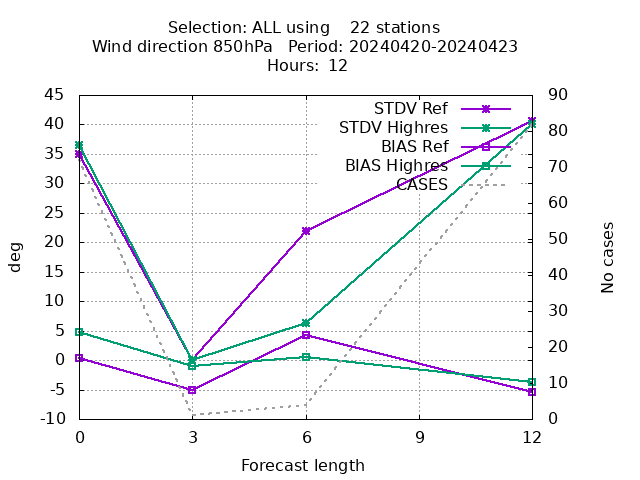 Selection: ALL using    22 stations
Wind direction 850hPa   Period: 20240420-20240423
Hours: 12
STDV Ref
STDV Highres
BIAS Ref
BIAS Highres
CASES
45
40
35
30
25
20
15
10
5
0
-5
-10
deg
90
80
70
60
50
40
30
20
10
0
No cases
0 3 6 9 12
Forecast length